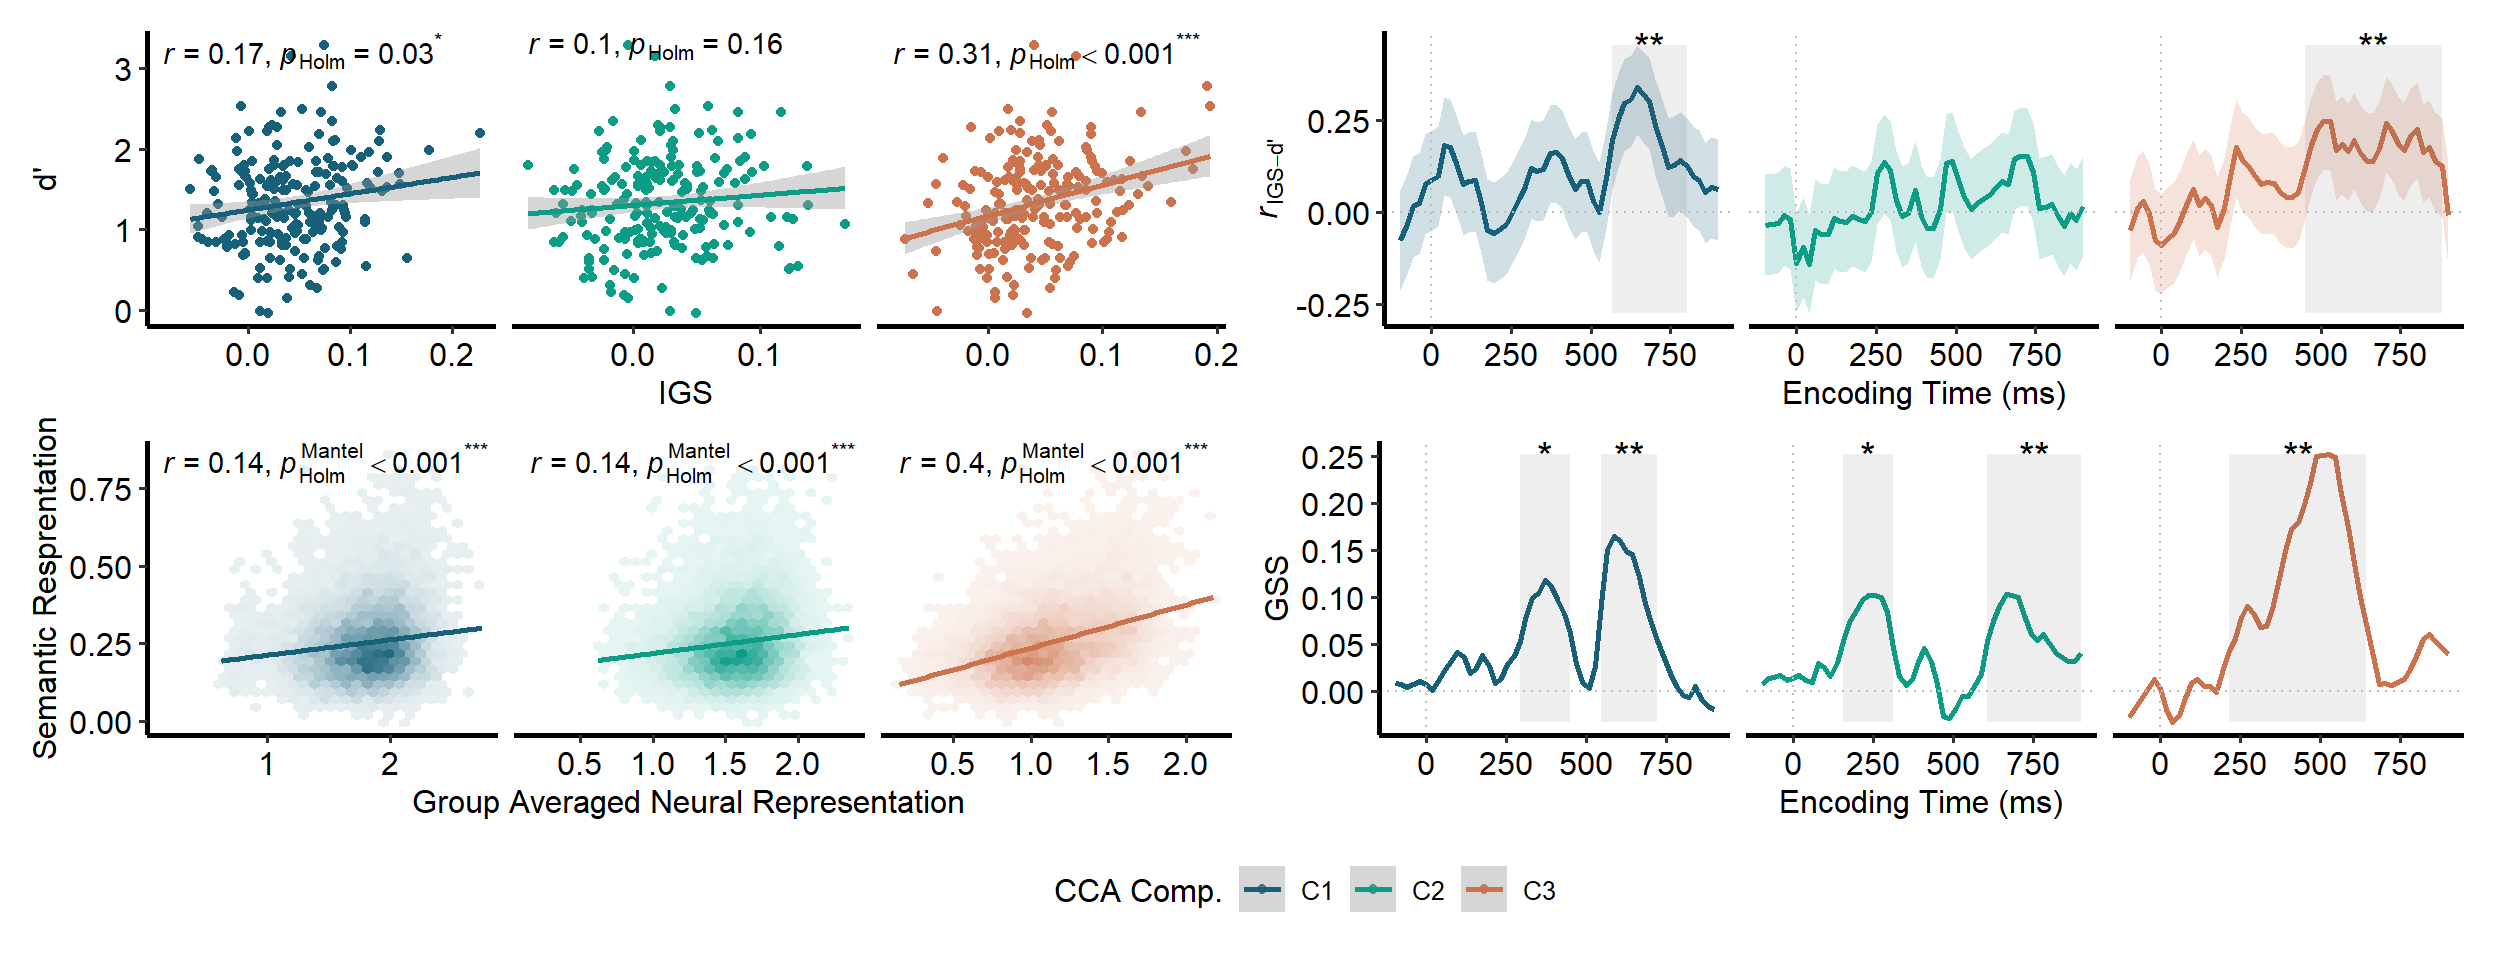 r = 0.17, pHolm = 0.03*
r = 0.1, pHolm = 0.16
r = 0.31, pHolm < 0.001***
d'
3
2
1
0
0.0 0.1 0.2
0.0 0.1
0.0 0.1 0.2
IGS
**
**
rIGS−d'
0.25
0.00
-0.25
0 250 500 750
0 250 500 750
0 250 500 750
Encoding Time (ms)
r = 0.14, pHolm^Mantel < 0.001***
r = 0.14, pHolm^Mantel < 0.001***
r = 0.4, pHolm^Mantel < 0.001***
Semantic Resprentation
0.75
0.50
0.25
0.00
1 2
0.5 1.0 1.5 2.0
0.5 1.0 1.5 2.0
Group Averaged Neural Representation
* **
* **
**
GSS
0.25
0.20
0.15
0.10
0.05
0.00
0 250 500 750
0 250 500 750
0 250 500 750
Encoding Time (ms)
CCA Comp. C1 C2 C3